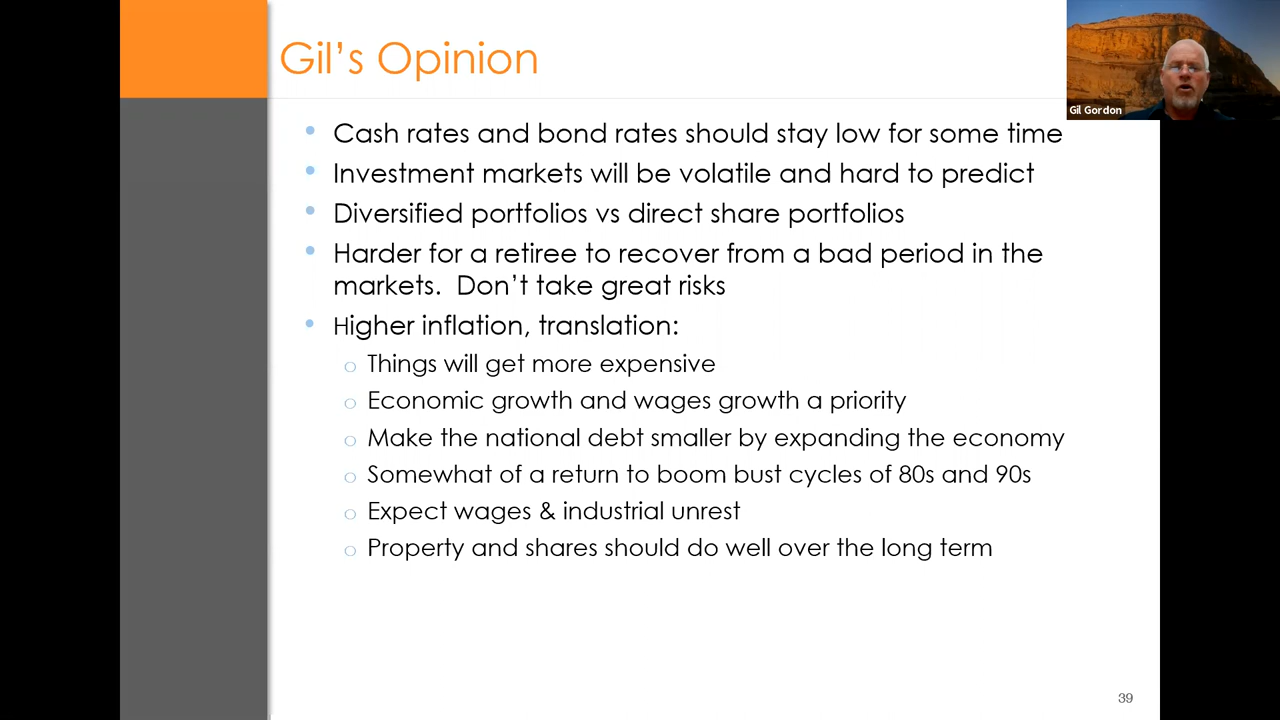 Gil's Opinion
Gil Gordon
• Cash rates and bond rates should stay low for some time
• Investment markets will be volatile and hard to predict
• Diversified portfolios vs direct share portfolios
• Harder for a retiree to recover from a bad period in the
markets.  Don't take great risks
• Higher inflation, translation:
o Things will get more expensive
o Economic growth and wages growth a priority
o Make the national debt smaller by expanding the economy
o Somewhat of a return to boom bust cycles of 80s and 90s
o Expect wages & industrial unrest
o Property and shares should do well over the long term
39